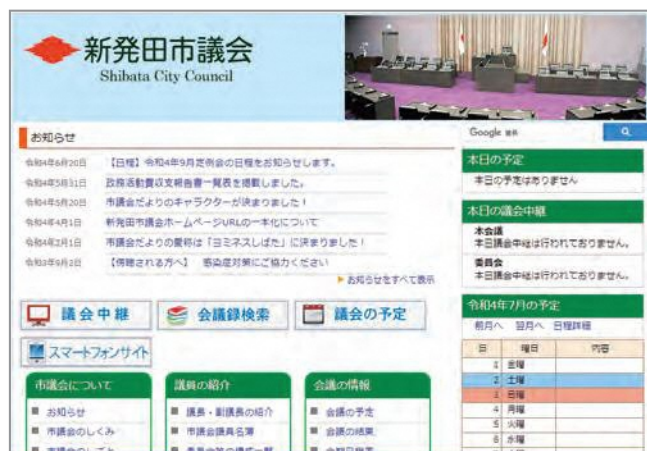 新発田市議会
Shibata City Council
お知らせ
令和4年6月20日 【日程】令和4年9月定例会の日程をお知らせします。
令和4年5月31日 政務活動費収支報告書一覧表を掲載しました。
令和4年5月20日 市議会だよりのキャラクターが決まりました!
令和4年4月1日 新発田市議会ホームページURLの一本化について
令和4年2月1日 市議会だよりの愛称は「ヨミネスしばた」に決まりました!
令和3年9月2日 【傍聴される方へ】 感染症対策にご協力ください
お知らせをすべて表示
議会中継
会議録検索
議会の予定
スマートフォンサイト
市議会について
お知らせ
市議会のしくみ
市議会のしごと
議員の紹介
議長・副議長の紹介
市議会議員名簿
会議の情報
会議の予定
会議の結果
Google
本日の予定
本日の予定はありません
本日の議会中継
本会議
本日議会中継は行われておりません。
委員会
本日議会中継は行われておりません。
令和4年7月の予定
前月へ 翌月へ 日程詳細
日 曜日 内容
1 金曜
2 土曜
3 日曜
4 月曜
5 火曜
6 水曜